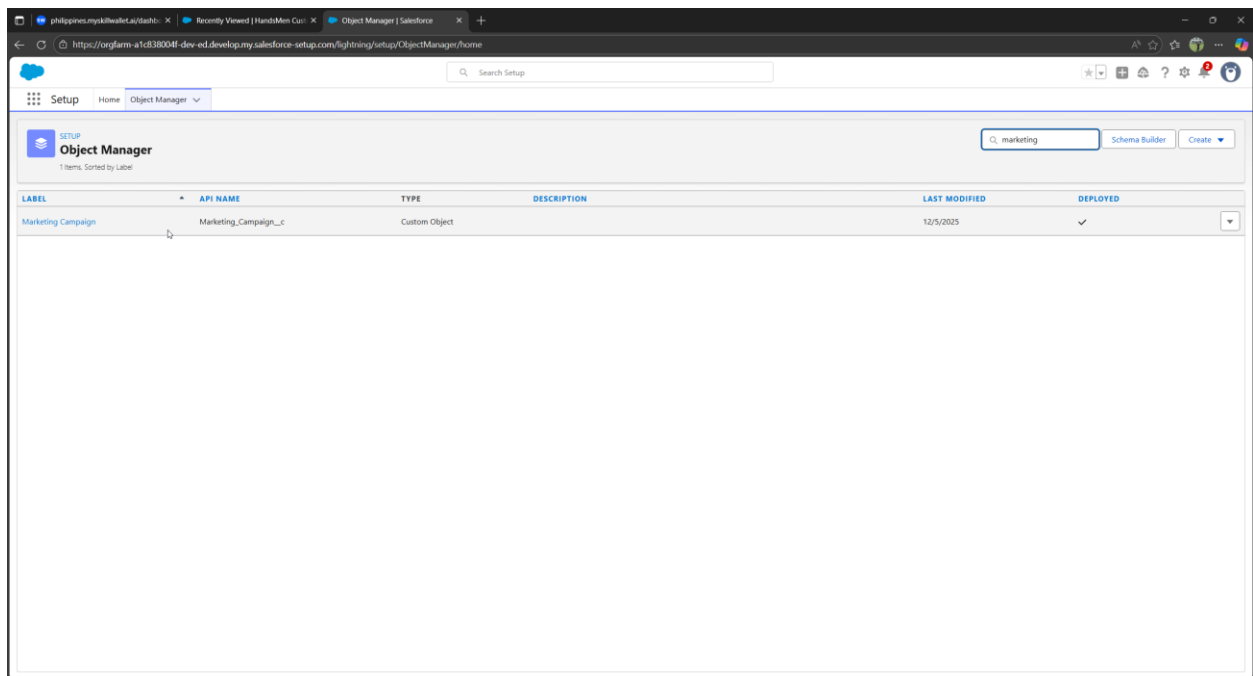 philippines.myskillwallet.ai/dashb
Recently Viewed | HandsMen Cust
Object Manager | Salesforce
https://orgfarm-a1c838004f-dev-ed.develop.my.salesforce-setup.com/lightning/setup/ObjectManager/home
Search Setup
2
Setup
Home
Object Manager
SETUP
Object Manager
1 Items, Sorted by Label
marketing
Schema Builder
Create
LABEL
API NAME
TYPE
DESCRIPTION
LAST MODIFIED
DEPLOYED
Marketing Campaign
Marketing_Campaign__c
Custom Object
12/5/2025